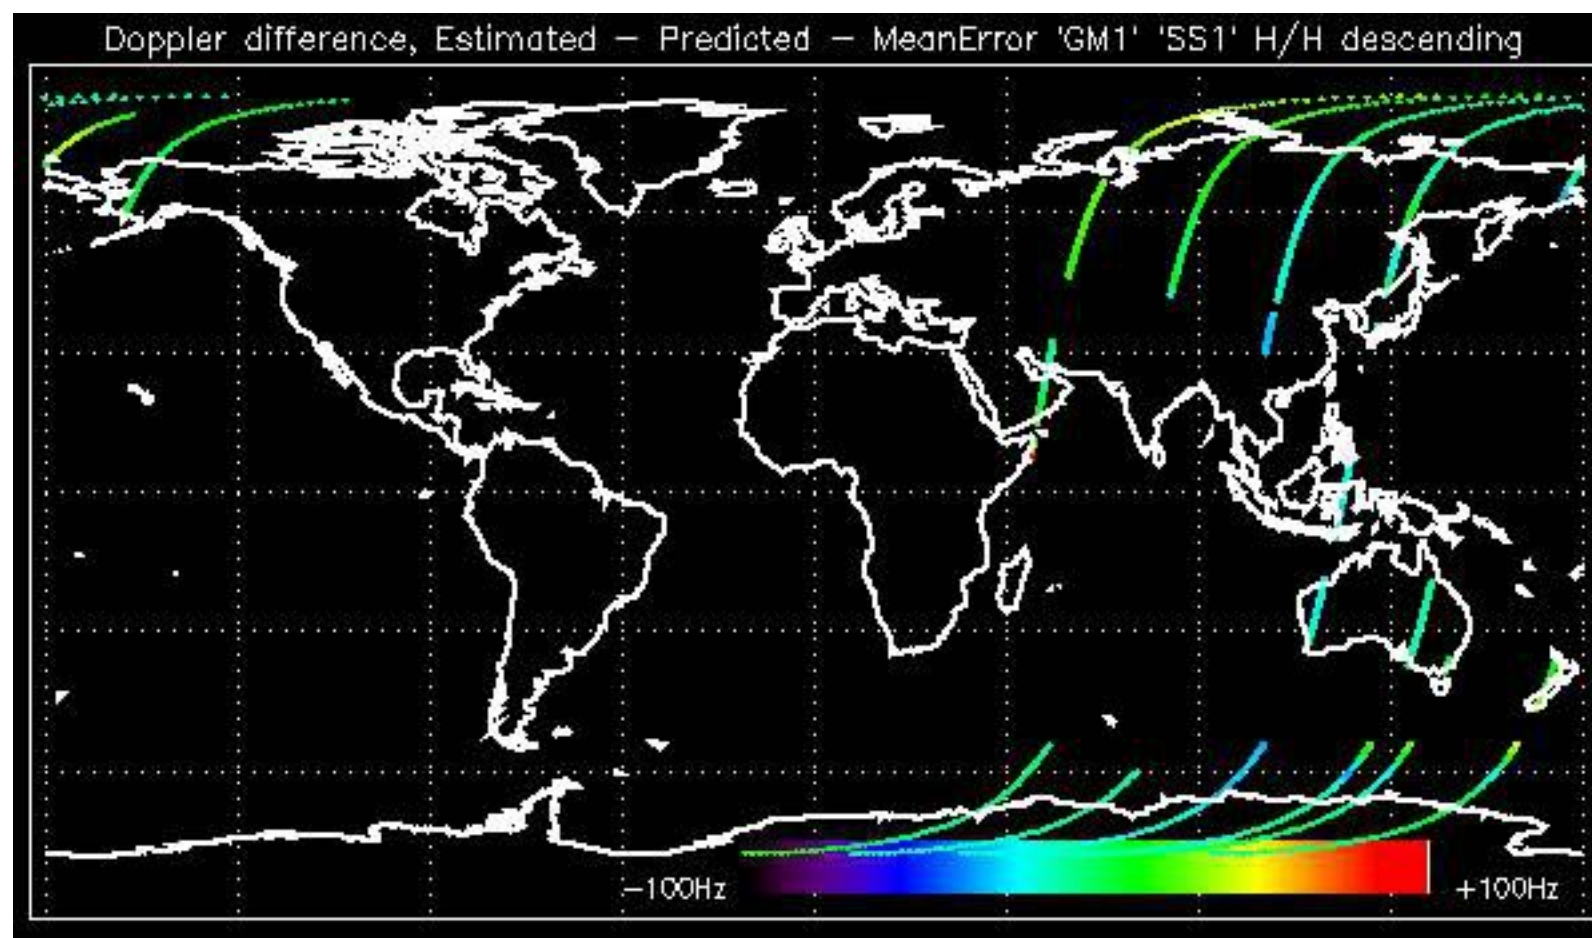 Doppler difference, Estimated – Predicted – MeanError 'GM1' 'SS1' H/H descending
-100Hz +100Hz